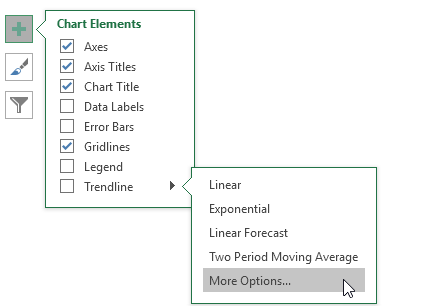 Chart Elements
Axes
Axis Titles
Chart Title
Data Labels
Error Bars
Gridlines
Legend
Trendline
Linear
Exponential
Linear Forecast
Two Period Moving Average
More Options...